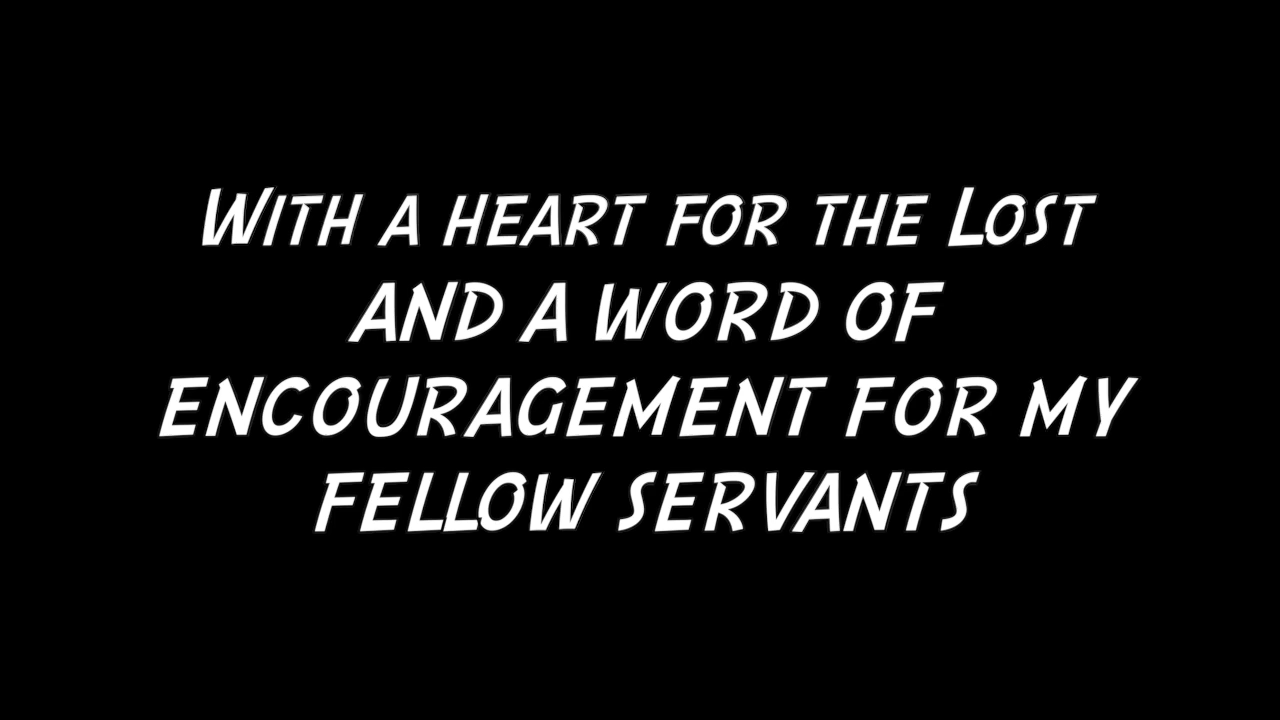 With a heart for the Lost
and a word of
encouragement for my
fellow servants